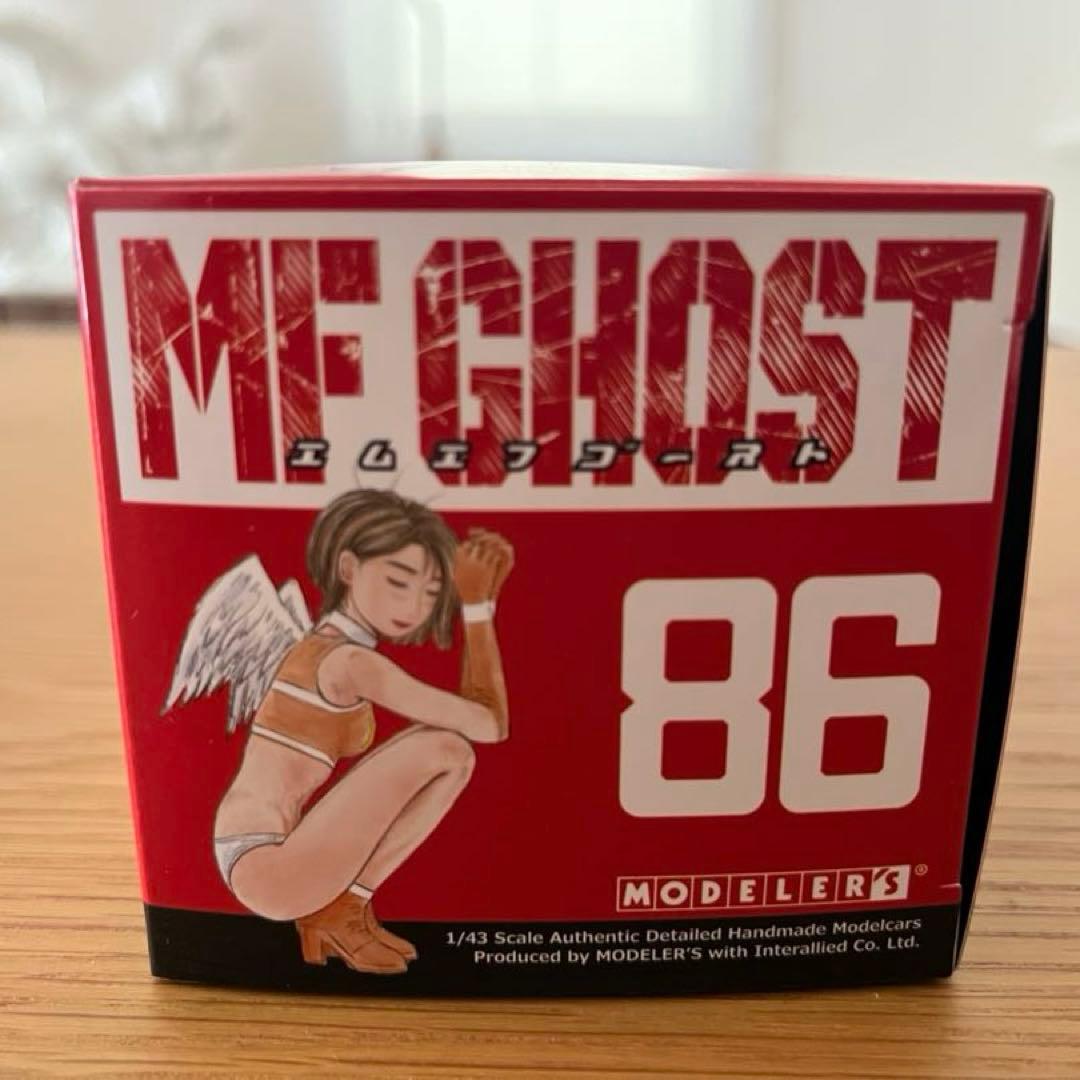 MF GHOST
エムエフゴースト
86
MODELER'S®
1/43 Scale Authentic Detailed Handmade Modelcars
Produced by MODELER'S with Interallied Co. Ltd.